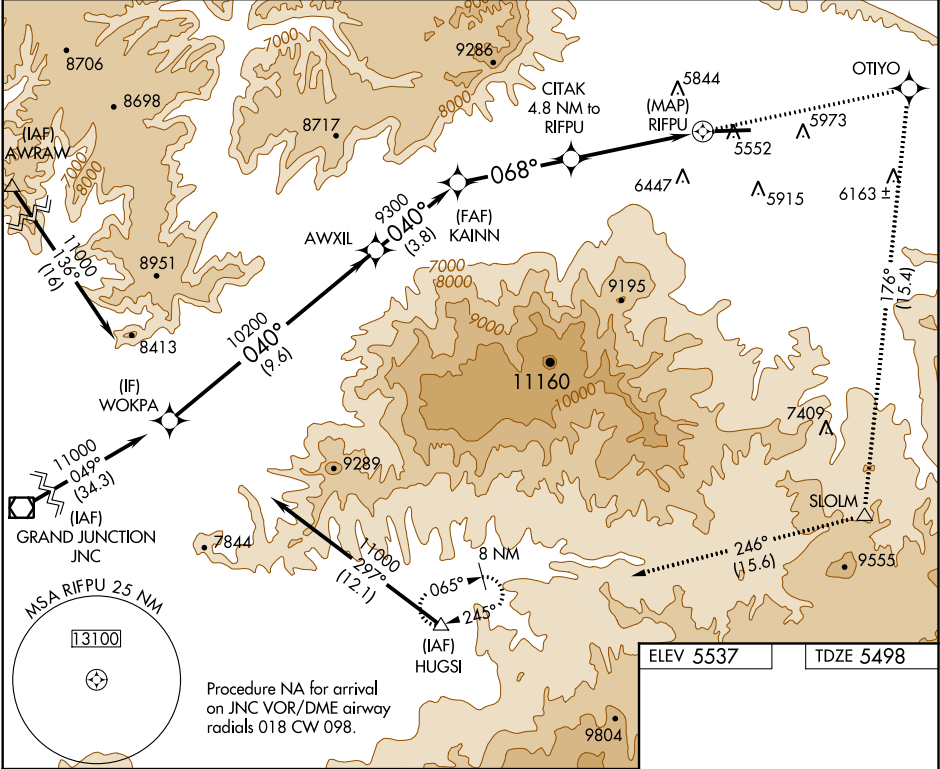 8706
8698
7000
9286
9000
8000
8717
CITAK
4.8 NM to
RIFPU
5844
(MAP)
RIFPU
OTIYO
5552
5973
6447
5915
6163 ±
(IAF)
AWRAW
7000
8000
11000
136°
(16)
8951
8413
AWXIL
9300
040°
(3.8)
068°
(FAF)
KAINN
7000
8000
9000
9195
11160
10000
176°
(15.4)
10200
040°
(9.6)
(IF)
WOKPA
11000
049°
(34.3)
(IAF)
GRAND JUNCTION
JNC
9289
7844
7409
SLOLM
246°
(15.6)
9555
11000
297°
(12.1)
8 NM
065°
245°
(IAF)
HUGSI
MSA RIFPU 25 NM
13100
Procedure NA for arrival
on JNC VOR/DME airway
radials 018 CW 098.
9804
ELEV 5537
TDZE 5498